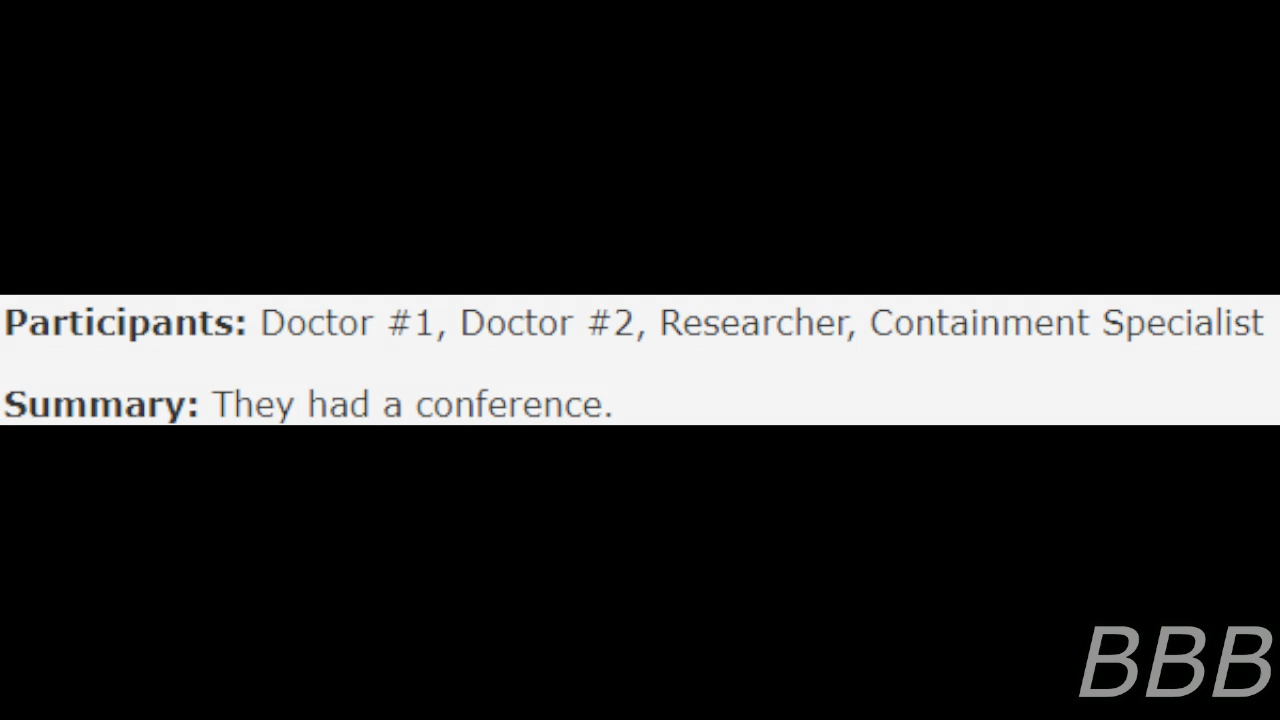 Participants: Doctor #1, Doctor #2, Researcher, Containment Specialist
Summary: They had a conference.
BBB